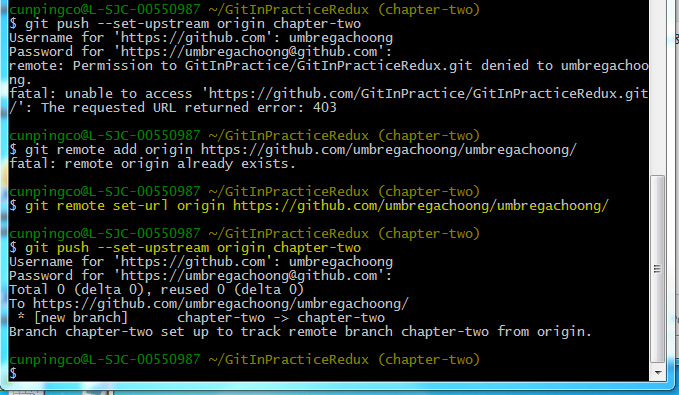 cunpingco@L-SJC-00550987 ~/GitInPracticeRedux (chapter-two)
$ git push --set-upstream origin chapter-two
Username for 'https://github.com': umbregachoong
Password for 'https://umbregachoong@github.com':
remote: Permission to GitInPractice/GitInPracticeRedux.git denied to umbregachoo
ng.
fatal: unable to access 'https://github.com/GitInPractice/GitInPracticeRedux.git
/': The requested URL returned error: 403
cunpingco@L-SJC-00550987 ~/GitInPracticeRedux (chapter-two)
$ git remote add origin https://github.com/umbregachoong/umbregachoong/
fatal: remote origin already exists.
cunpingco@L-SJC-00550987 ~/GitInPracticeRedux (chapter-two)
$ git remote set-url origin https://github.com/umbregachoong/umbregachoong/
cunpingco@L-SJC-00550987 ~/GitInPracticeRedux (chapter-two)
$ git push --set-upstream origin chapter-two
Username for 'https://github.com': umbregachoong
Password for 'https://umbregachoong@github.com':
Total 0 (delta 0), reused 0 (delta 0)
To https://github.com/umbregachoong/umbregachoong/
 * [new branch]      chapter-two -> chapter-two
Branch chapter-two set up to track remote branch chapter-two from origin.
cunpingco@L-SJC-00550987 ~/GitInPracticeRedux (chapter-two)
$